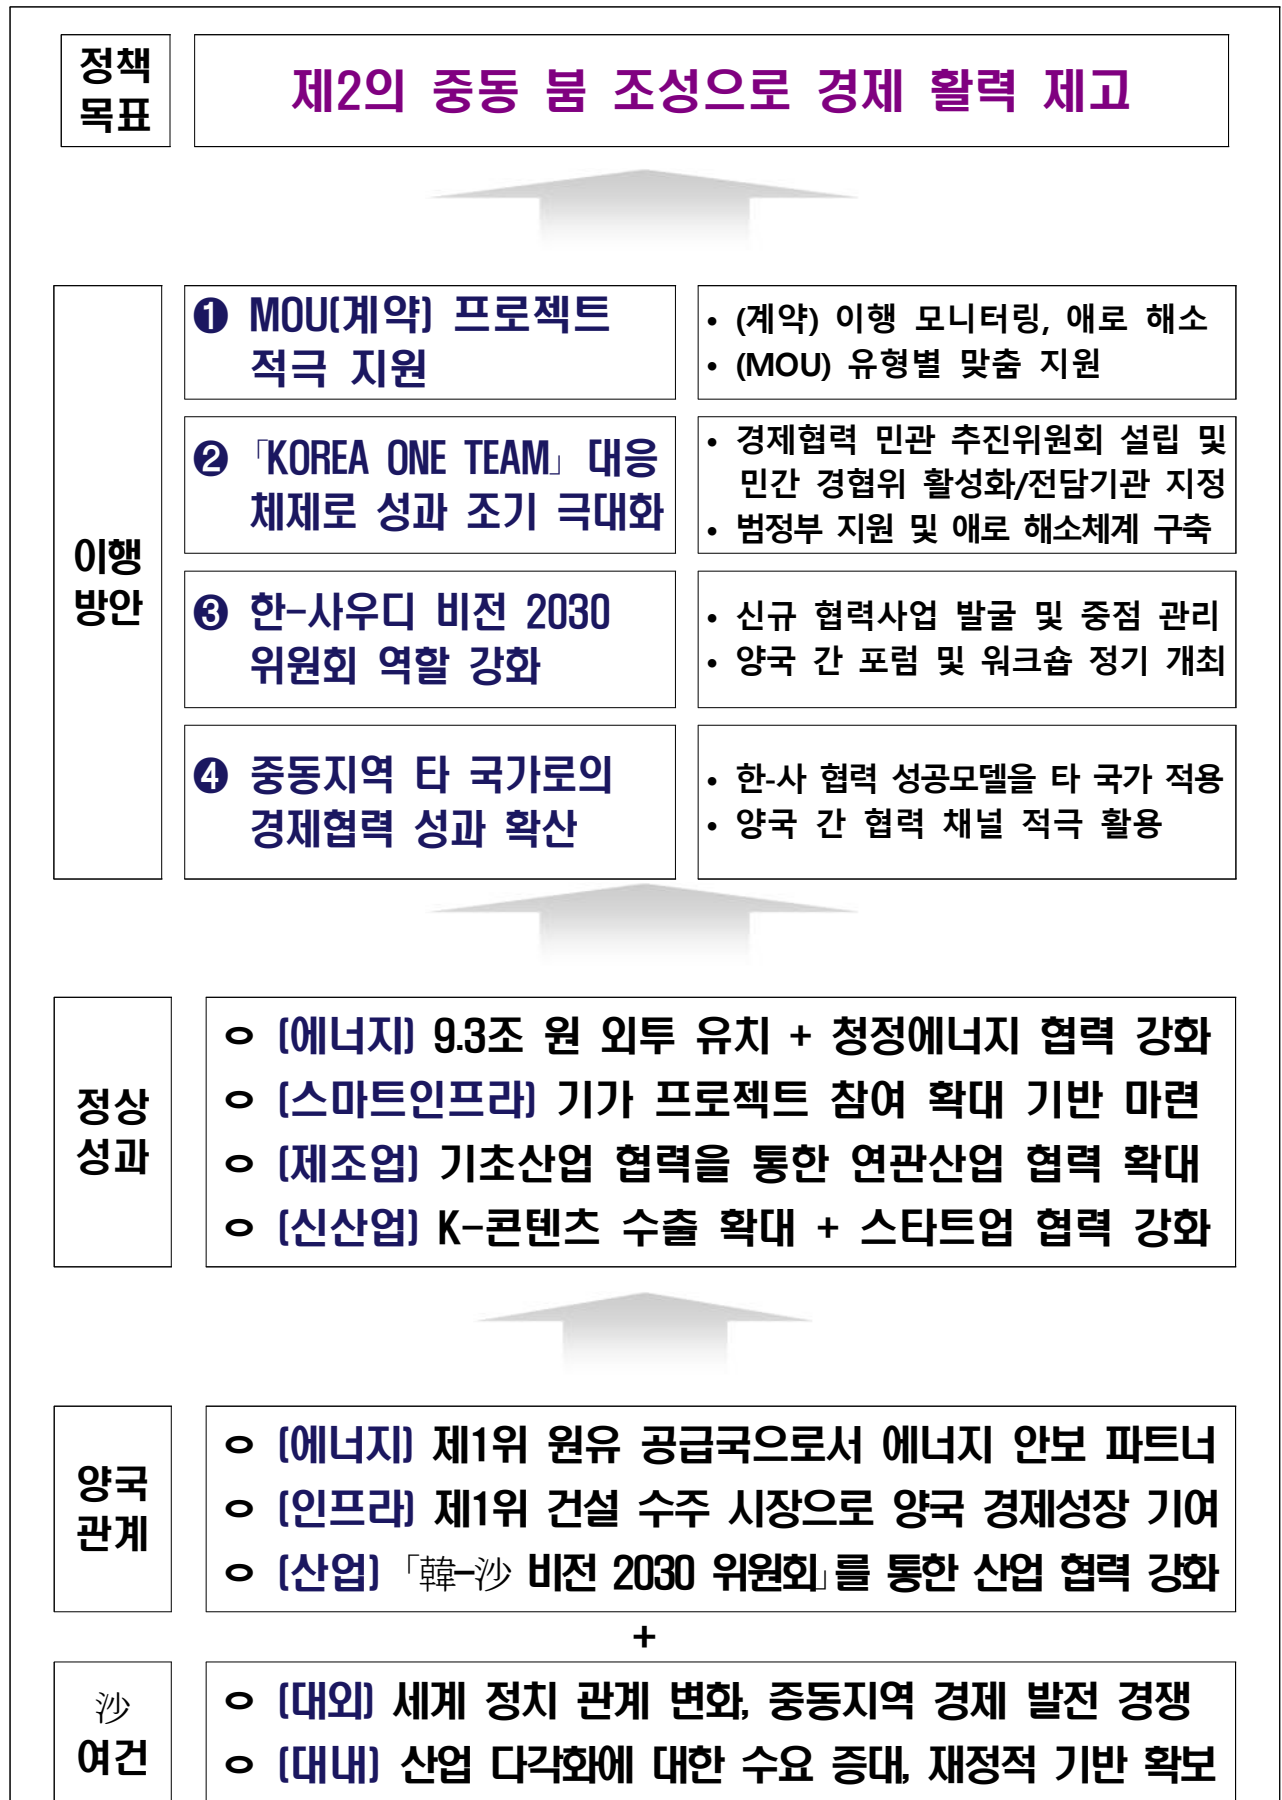 정책
목표
제2의 중동 붐 조성으로 경제 활력 제고
이행
방안
❶ MOU(계약) 프로젝트
적극 지원
• (계약) 이행 모니터링, 애로 해소
• (MOU) 유형별 맞춤 지원
❷ 「KOREA ONE TEAM」 대응
체제로 성과 조기 극대화
• 경제협력 민관 추진위원회 설립 및
민간 경협위 활성화/전담기관 지정
• 범정부 지원 및 애로 해소체계 구축
❸ 한-사우디 비전 2030
위원회 역할 강화
• 신규 협력사업 발굴 및 중점 관리
• 양국 간 포럼 및 워크숍 정기 개최
❹ 중동지역 타 국가로의
경제협력 성과 확산
• 한-사 협력 성공모델을 타 국가 적용
• 양국 간 협력 채널 적극 활용
정상
성과
ㅇ (에너지) 9.3조 원 외투 유치 + 청정에너지 협력 강화
ㅇ (스마트인프라) 기가 프로젝트 참여 확대 기반 마련
ㅇ (제조업) 기초산업 협력을 통한 연관산업 협력 확대
ㅇ (신산업) K-콘텐츠 수출 확대 + 스타트업 협력 강화
양국
관계
ㅇ (에너지) 제1위 원유 공급국으로서 에너지 안보 파트너
ㅇ (인프라) 제1위 건설 수주 시장으로 양국 경제성장 기여
ㅇ (산업) 「韓-沙 비전 2030 위원회」를 통한 산업 협력 강화
+
沙
여건
ㅇ (대외) 세계 정치 관계 변화, 중동지역 경제 발전 경쟁
ㅇ (대내) 산업 다각화에 대한 수요 증대, 재정적 기반 확보